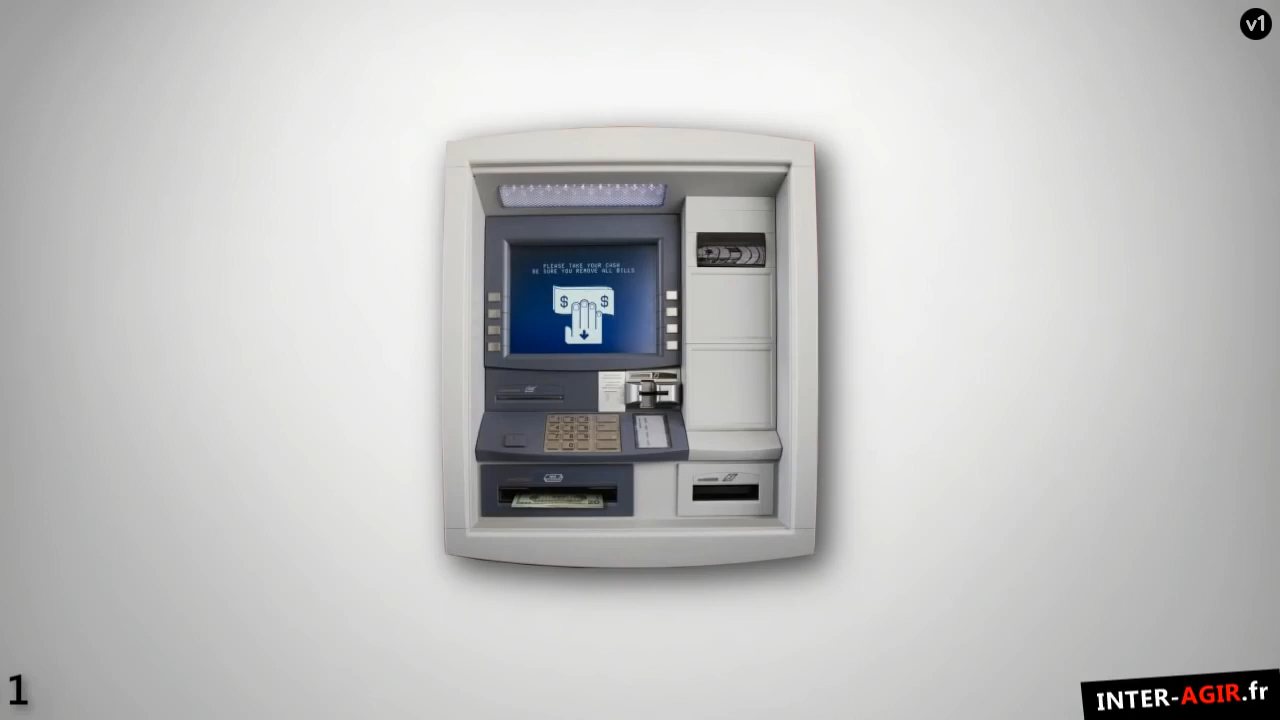 v1
PLEASE TAKE YOUR CASH
BE SURE YOU REMOVE ALL BILLS
$ $
1
INTER-AGIR.fr